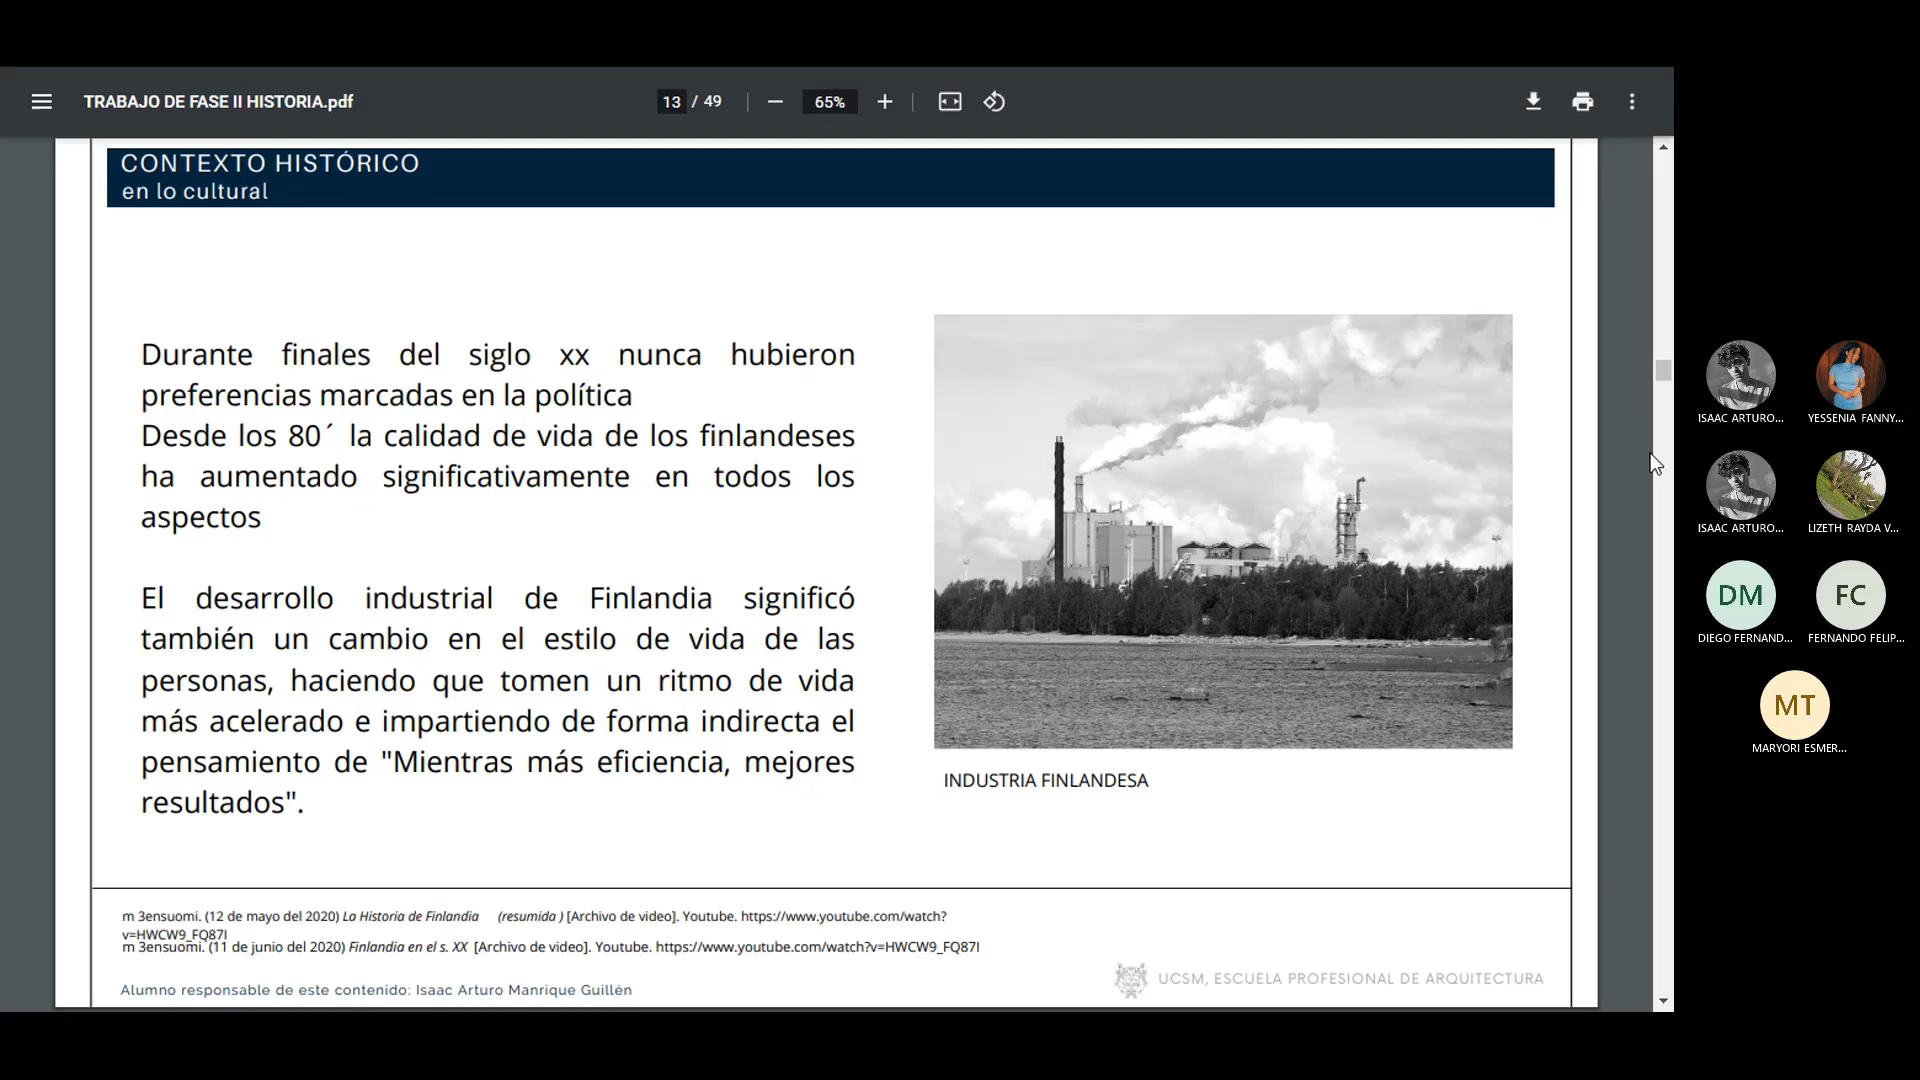 TRABAJO DE FASE II HISTORIA.pdf
13 / 49
65%
CONTEXTO HISTÓRICO
en lo cultural
Durante finales del siglo xx nunca hubieron
preferencias marcadas en la política
Desde los 80´ la calidad de vida de los finlandeses
ha aumentado significativamente en todos los
aspectos
El desarrollo industrial de Finlandia significó
también un cambio en el estilo de vida de las
personas, haciendo que tomen un ritmo de vida
más acelerado e impartiendo de forma indirecta el
pensamiento de "Mientras más eficiencia, mejores
resultados".
INDUSTRIA FINLANDESA
m 3ensuomi. (12 de mayo del 2020) La Historia de Finlandia (resumida ) [Archivo de video]. Youtube. https://www.youtube.com/watch?
v=HWCW9_FQ87I
m 3ensuomi. (11 de junio del 2020) Finlandia en el s. XX [Archivo de video]. Youtube. https://www.youtube.com/watch?v=HWCW9_FQ87I
Alumno responsable de este contenido: Isaac Arturo Manrique Guillén
UCSM, ESCUELA PROFESIONAL DE ARQUITECTURA
ISAAC ARTURO...
YESSENIA FANNY...
ISAAC ARTURO...
LIZETH RAYDA V...
DM
FC
DIEGO FERNAND...
FERNANDO FELIP...
MT
MARYORI ESMER...